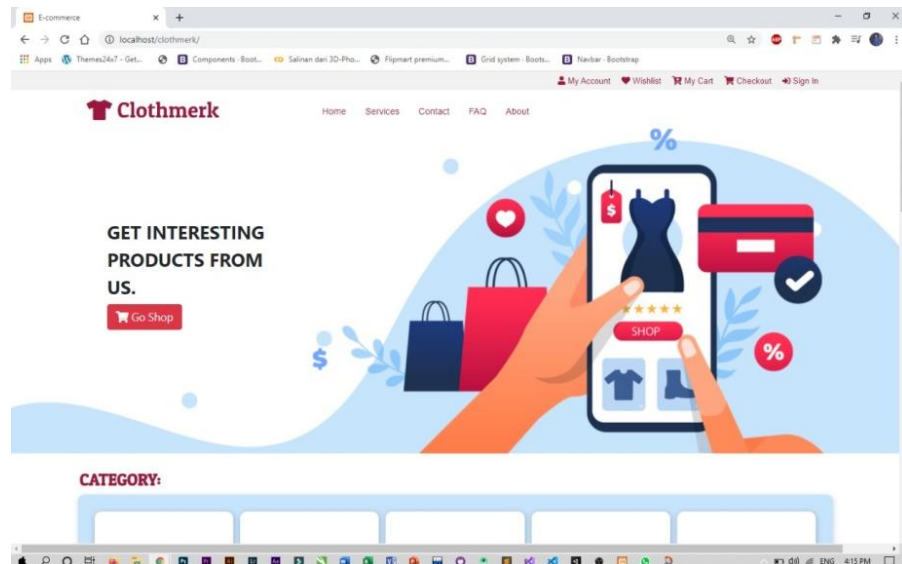 E-commerce
localhost/clothmerk/
Apps Themes24x7 - Get... Components · Boot... Salinan dari 3D-Pho... Flipmart premium... Grid system · Boots... Navbar · Bootstrap
My Account Wishlist My Cart Checkout Sign In
Clothmerk
Home Services Contact FAQ About
%
$
GET INTERESTING
PRODUCTS FROM
US.
Go Shop
SHOP
$
%
CATEGORY:
ENG 4:15 PM